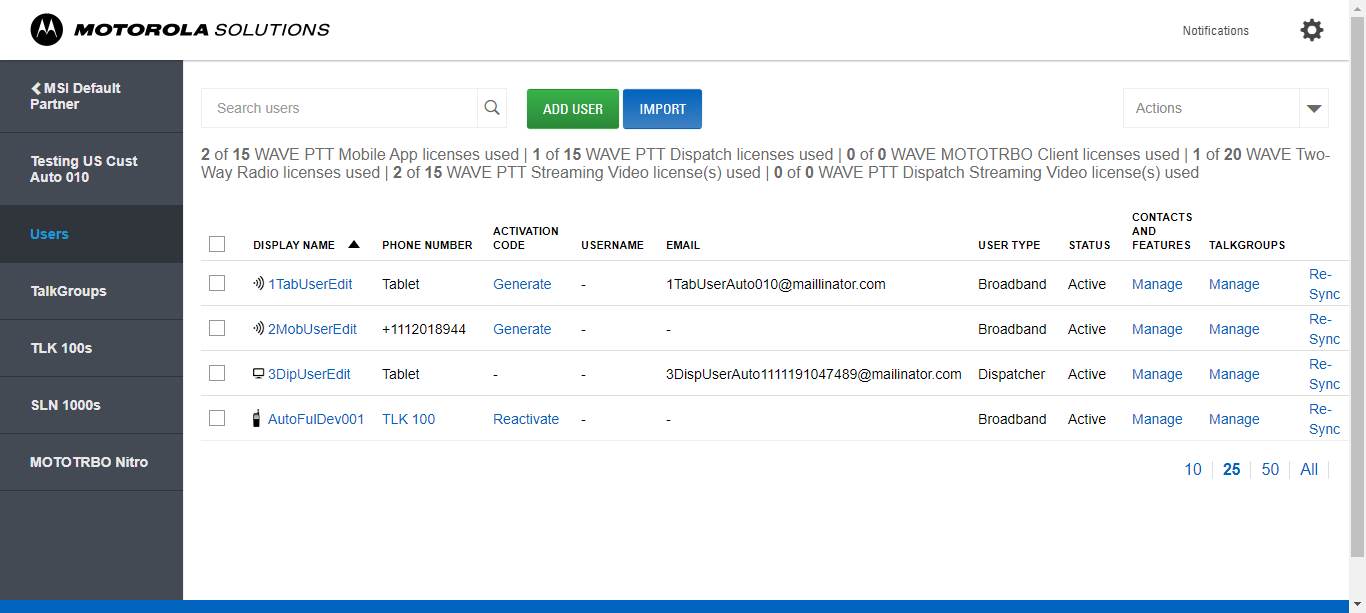 MOTOROLA SOLUTIONS
Notifications
MSI Default
Partner
Testing US Cust
Auto 010
Users
TalkGroups
TLK 100s
SLN 1000s
MOTOTRBO Nitro
Search users
ADD USER
IMPORT
Actions
2 of 15 WAVE PTT Mobile App licenses used | 1 of 15 WAVE PTT Dispatch licenses used | 0 of 0 WAVE MOTOTRBO Client licenses used | 1 of 20 WAVE Two-
Way Radio licenses used | 2 of 15 WAVE PTT Streaming Video license(s) used | 0 of 0 WAVE PTT Dispatch Streaming Video license(s) used
DISPLAY NAME PHONE NUMBER ACTIVATION CODE USERNAME EMAIL USER TYPE STATUS CONTACTS AND FEATURES TALKGROUPS
1TabUserEdit Tablet Generate - 1TabUserAuto010@maillinator.com Broadband Active Manage Manage Re-Sync
2MobUserEdit +1112018944 Generate - - Broadband Active Manage Manage Re-Sync
3DipUserEdit Tablet - - 3DispUserAuto1111191047489@mailinator.com Dispatcher Active Manage Manage Re-Sync
AutoFulDev001 TLK 100 Reactivate - - Broadband Active Manage Manage Re-Sync
10 | 25 | 50 | All |